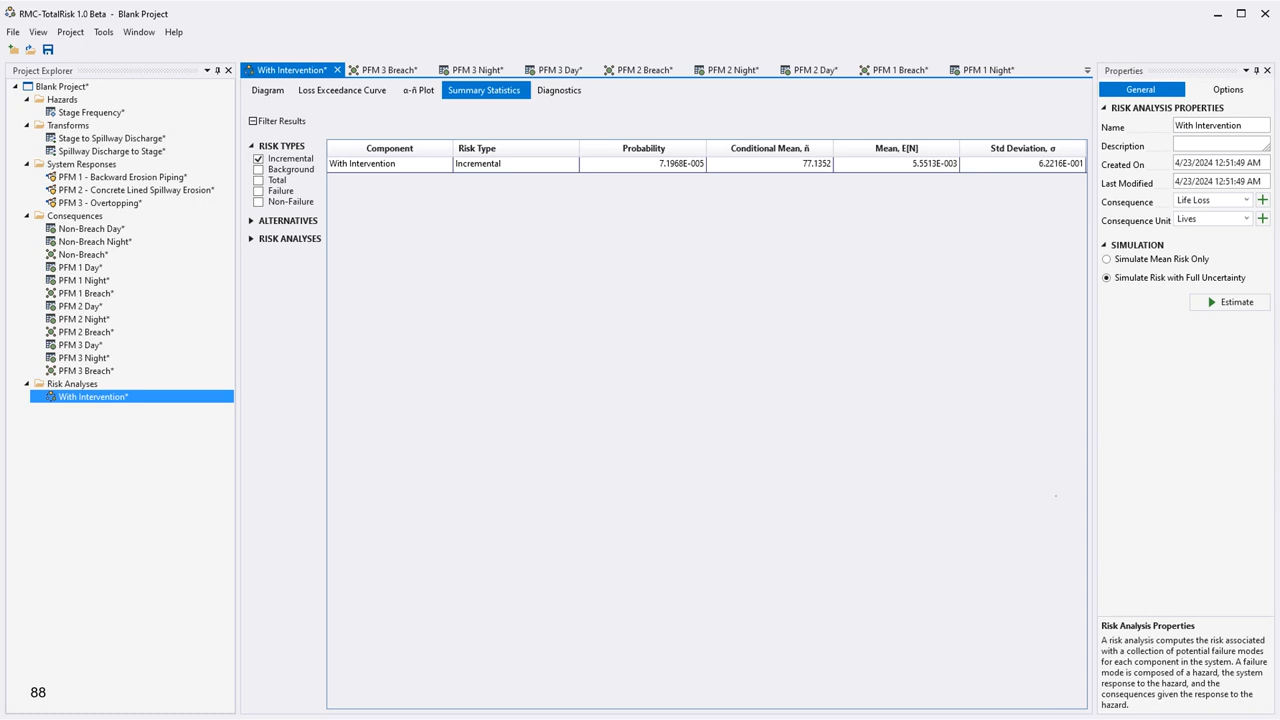 RMC-TotalRisk 1.0 Beta - Blank Project
File View Project Tools Window Help
Project Explorer
Blank Project*
Hazards
Stage Frequency*
Transforms
Stage to Spillway Discharge*
Spillway Discharge to Stage*
System Responses
PFM 1 - Backward Erosion Piping*
PFM 2 - Concrete Lined Spillway Erosion*
PFM 3 - Overtopping*
Consequences
Non-Breach Day*
Non-Breach Night*
Non-Breach*
PFM 1 Day*
PFM 1 Night*
PFM 1 Breach*
PFM 2 Day*
PFM 2 Night*
PFM 2 Breach*
PFM 3 Day*
PFM 3 Night*
PFM 3 Breach*
Risk Analyses
With Intervention*
88
With Intervention* PFM 3 Breach* PFM 3 Night* PFM 3 Day* PFM 2 Breach* PFM 2 Night* PFM 2 Day* PFM 1 Breach* PFM 1 Night*
Diagram Loss Exceedance Curve α-ñ Plot Summary Statistics Diagnostics
Filter Results
RISK TYPES
Incremental
Background
Total
Failure
Non-Failure
ALTERNATIVES
RISK ANALYSES
Component Risk Type Probability Conditional Mean, ñ Mean, E[N] Std Deviation, σ
With Intervention Incremental 7.1968E-005 77.1352 5.5513E-003 6.2216E-001
Properties
General Options
RISK ANALYSIS PROPERTIES
Name With Intervention
Description
Created On 4/23/2024 12:51:49 AM
Last Modified 4/23/2024 12:51:49 AM
Consequence Life Loss
Consequence Unit Lives
SIMULATION
Simulate Mean Risk Only
Simulate Risk with Full Uncertainty
Estimate
Risk Analysis Properties
A risk analysis computes the risk associated
with a collection of potential failure modes
for each component in the system. A failure
mode is composed of a hazard, the system
response to the hazard, and the
consequences given the response to the
hazard.